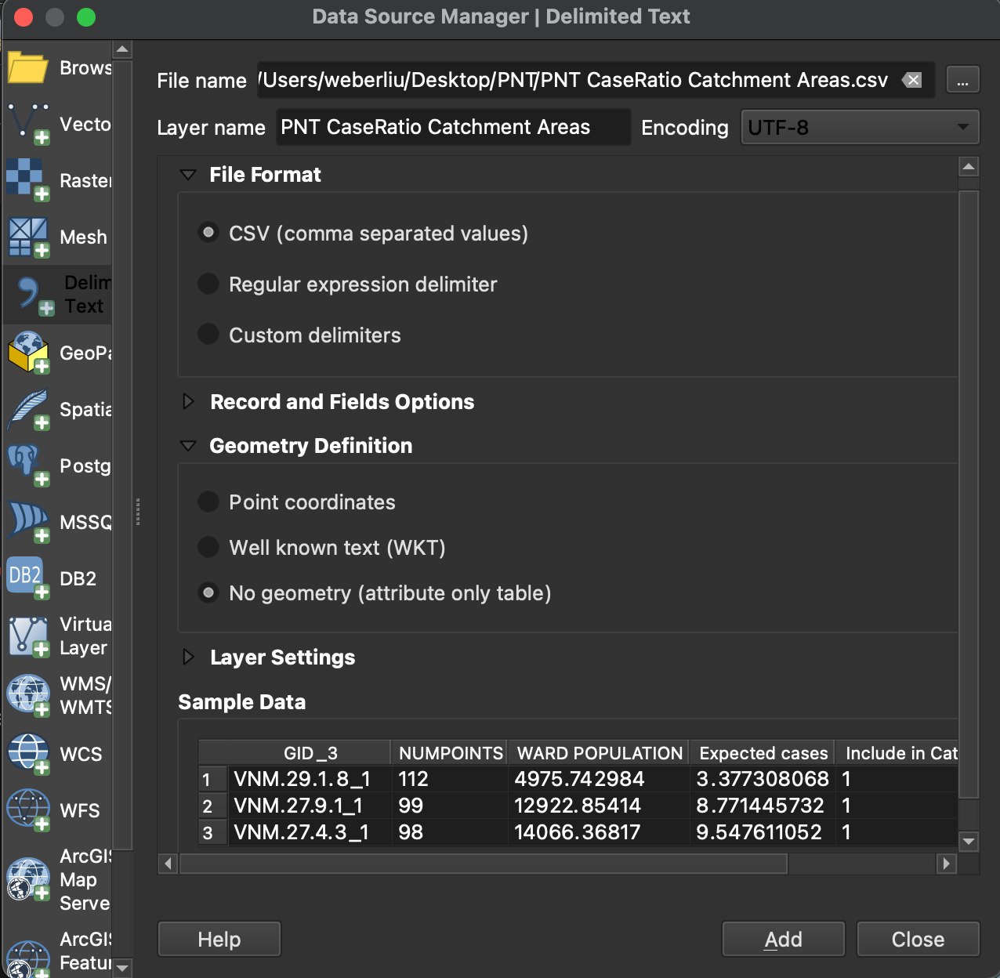 Data Source Manager | Delimited Text
Brows
Vecto
Raster
Mesh
Delim
Text
GeoPa
Spatia
Postg
MSSQ
DB2
DB2
Virtua
Layer
WMS/
WMTS
WCS
WFS
ArcGIS
Map
Serve
ArcGIS
Featur
File name /Users/weberliu/Desktop/PNT/PNT CaseRatio Catchment Areas.csv ...
Layer name PNT CaseRatio Catchment Areas Encoding UTF-8
File Format
CSV (comma separated values)
Regular expression delimiter
Custom delimiters
Record and Fields Options
Geometry Definition
Point coordinates
Well known text (WKT)
No geometry (attribute only table)
Layer Settings
Sample Data
GID_3 NUMPOINTS WARD POPULATION Expected cases Include in Cat
1 VNM.29.1.8_1 112 4975.742984 3.377308068 1
2 VNM.27.9.1_1 99 12922.85414 8.771445732 1
3 VNM.27.4.3_1 98 14066.36817 9.547611052 1
Help Add Close